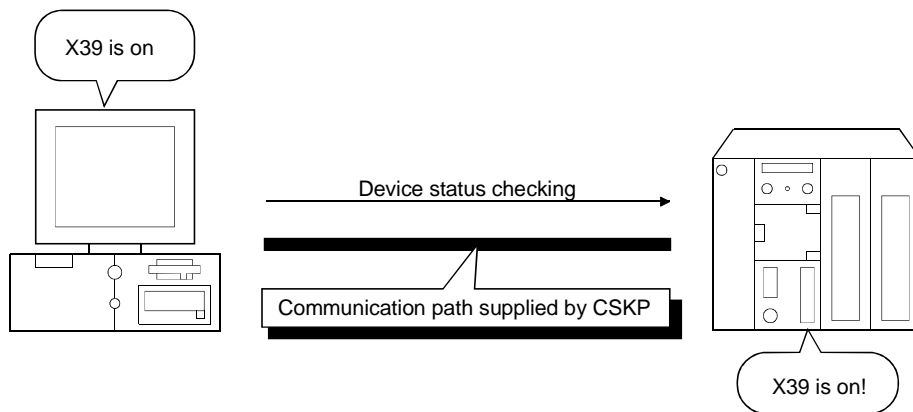 X39 is on
Device status checking
Communication path supplied by CSKP
X39 is on!